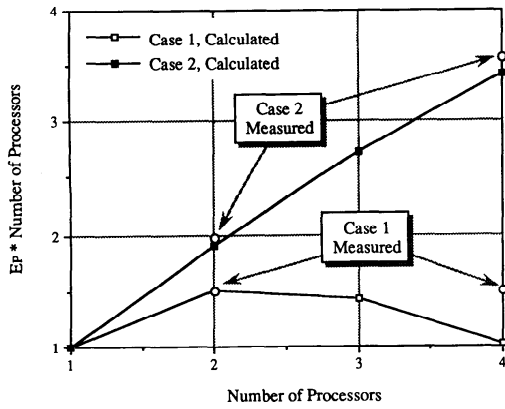 4
Case 1, Calculated
Case 2, Calculated
Case 2
Measured
3
Ep * Number of Processors
2
Case 1
Measured
1
1
2
3
4
Number of Processors